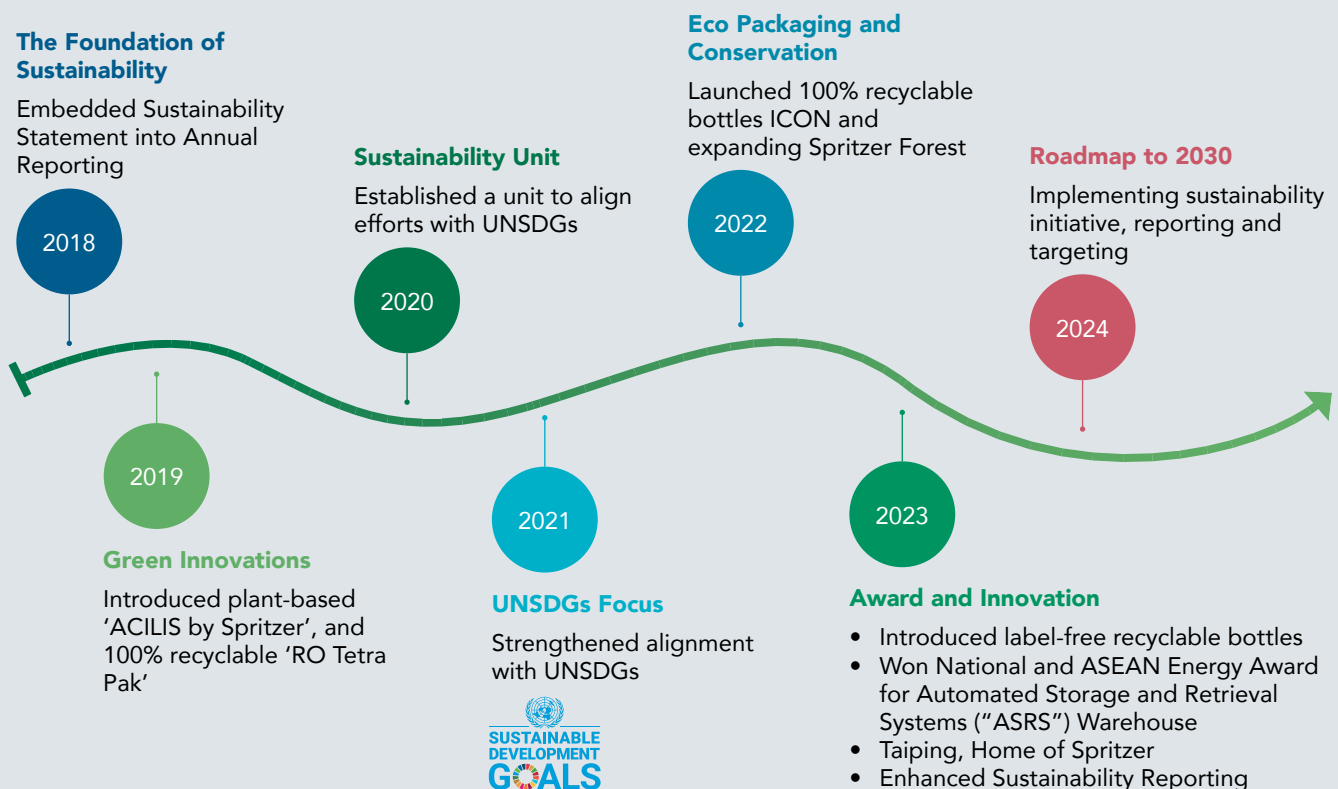 The Foundation of
Sustainability
Embedded Sustainability
Statement into Annual
Reporting
2018
2019
Green Innovations
Introduced plant-based
‘ACILIS by Spritzer’, and
100% recyclable ‘RO Tetra
Pak’
Sustainability Unit
Established a unit to align
efforts with UNSDGs
2020
2021
UNSDGs Focus
Strengthened alignment
with UNSDGs
SUSTAINABLE
DEVELOPMENT
GOALS
Eco Packaging and
Conservation
Launched 100% recyclable
bottles ICON and
expanding Spritzer Forest
2022
2023
Award and Innovation
• Introduced label-free recyclable bottles
• Won National and ASEAN Energy Award
for Automated Storage and Retrieval
Systems (“ASRS”) Warehouse
• Taiping, Home of Spritzer
• Enhanced Sustainability Reporting
Roadmap to 2030
Implementing sustainability
initiative, reporting and
targeting
2024